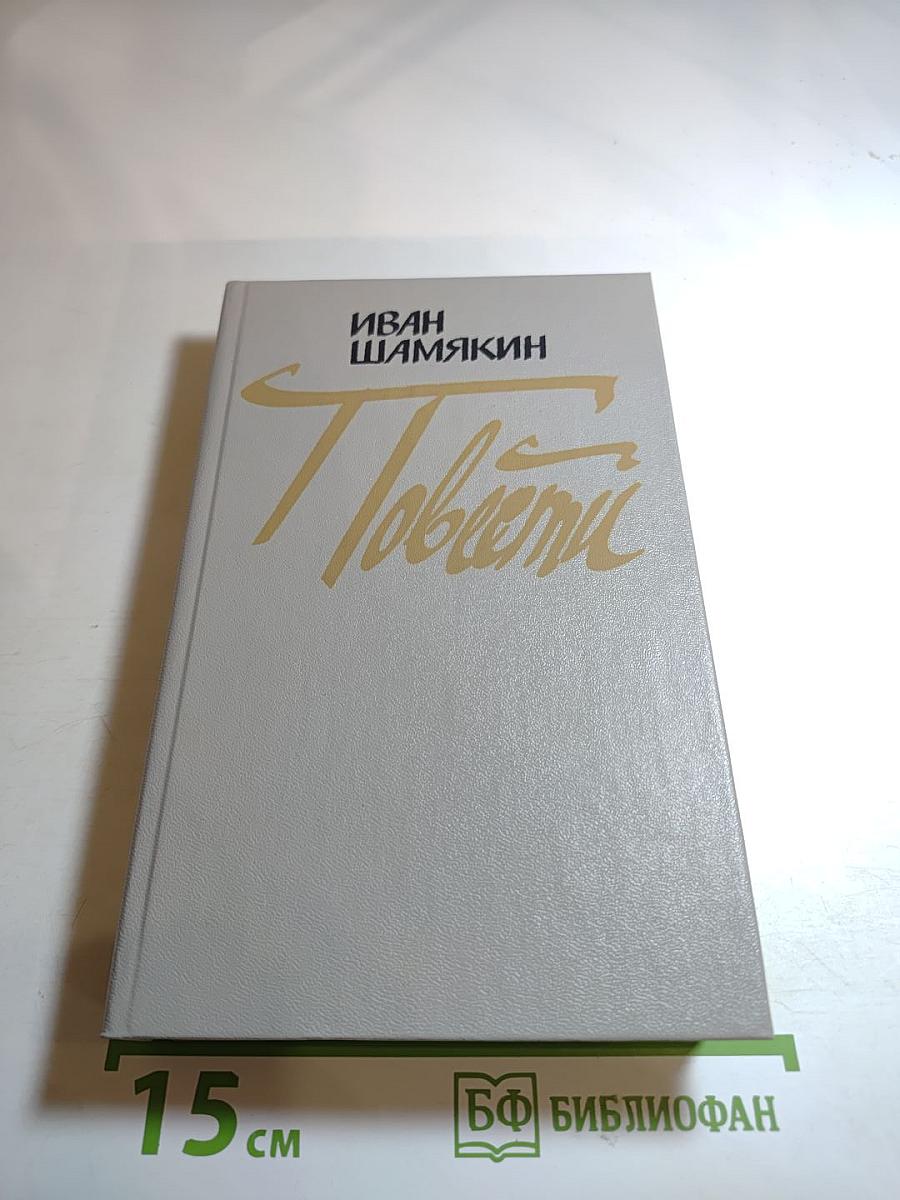 ИВАН
ШАМЯКИН
Повести
15 см
БФ БИБЛИОФАН